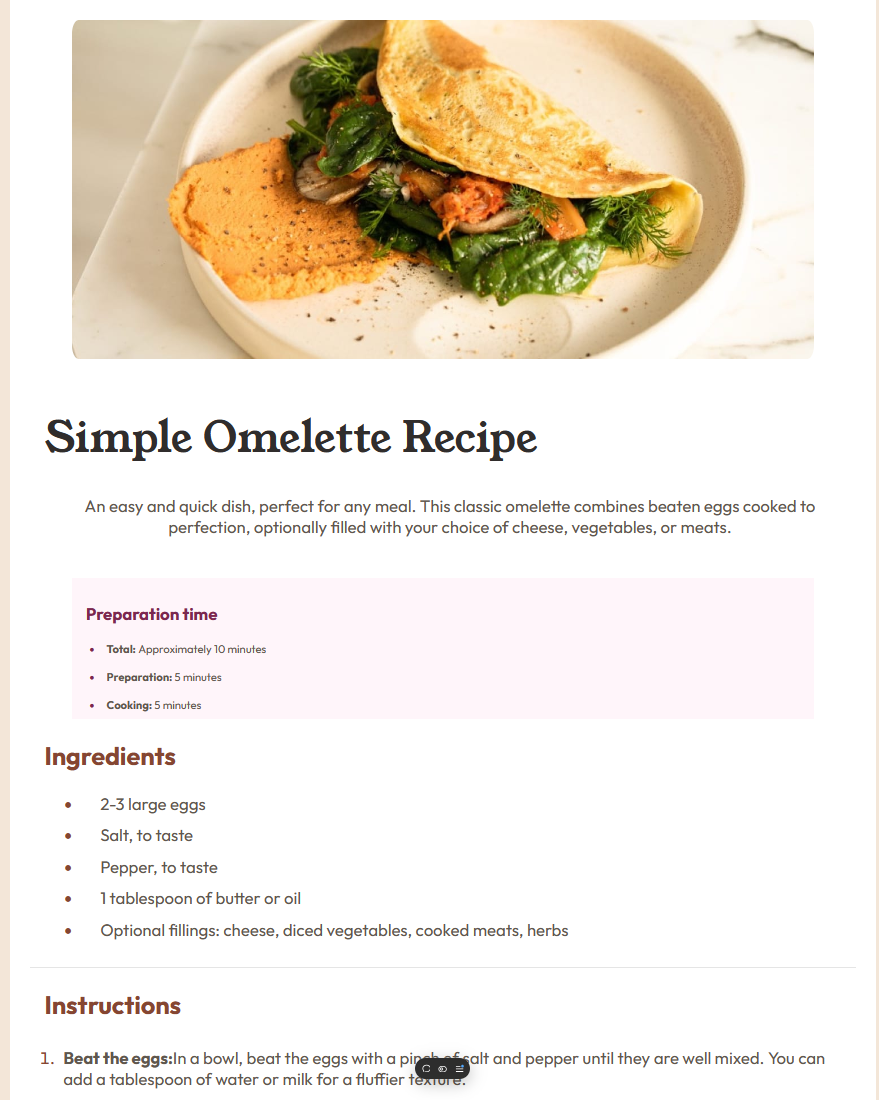 Simple Omelette Recipe
An easy and quick dish, perfect for any meal. This classic omelette combines beaten eggs cooked to
perfection, optionally filled with your choice of cheese, vegetables, or meats.
Preparation time
• Total: Approximately 10 minutes
• Preparation: 5 minutes
• Cooking: 5 minutes
Ingredients
• 2-3 large eggs
• Salt, to taste
• Pepper, to taste
• 1 tablespoon of butter or oil
• Optional fillings: cheese, diced vegetables, cooked meats, herbs
Instructions
1. Beat the eggs:In a bowl, beat the eggs with a pinch of salt and pepper until they are well mixed. You can
add a tablespoon of water or milk for a fluffier texture.